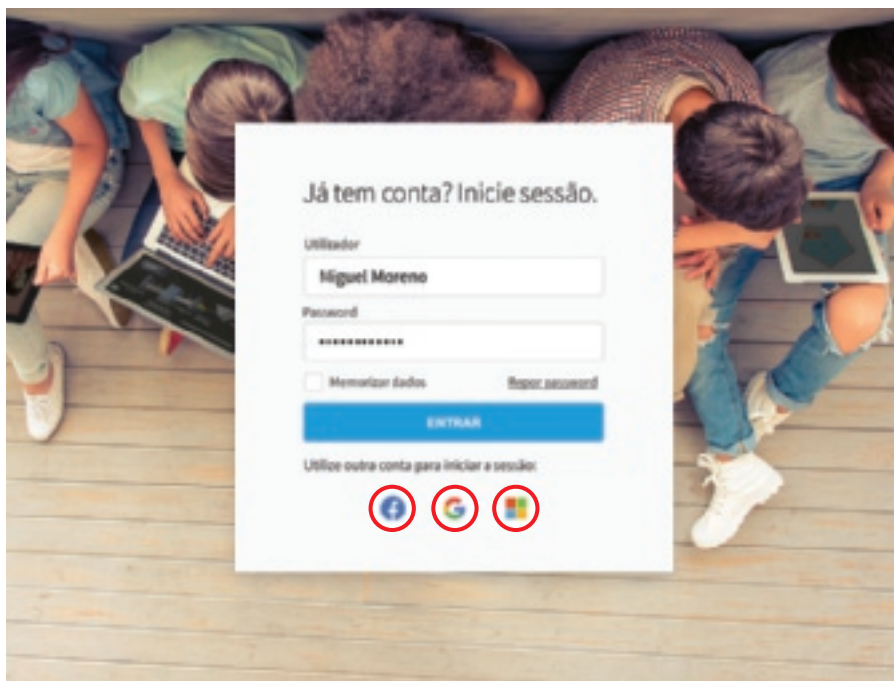 Já tem conta? Inicie sessão.
Utilizador
Miguel Moreno
Password
••••••••••••
Memorizar dados
Repor password
ENTRAR
Utilize outra conta para iniciar a sessão: